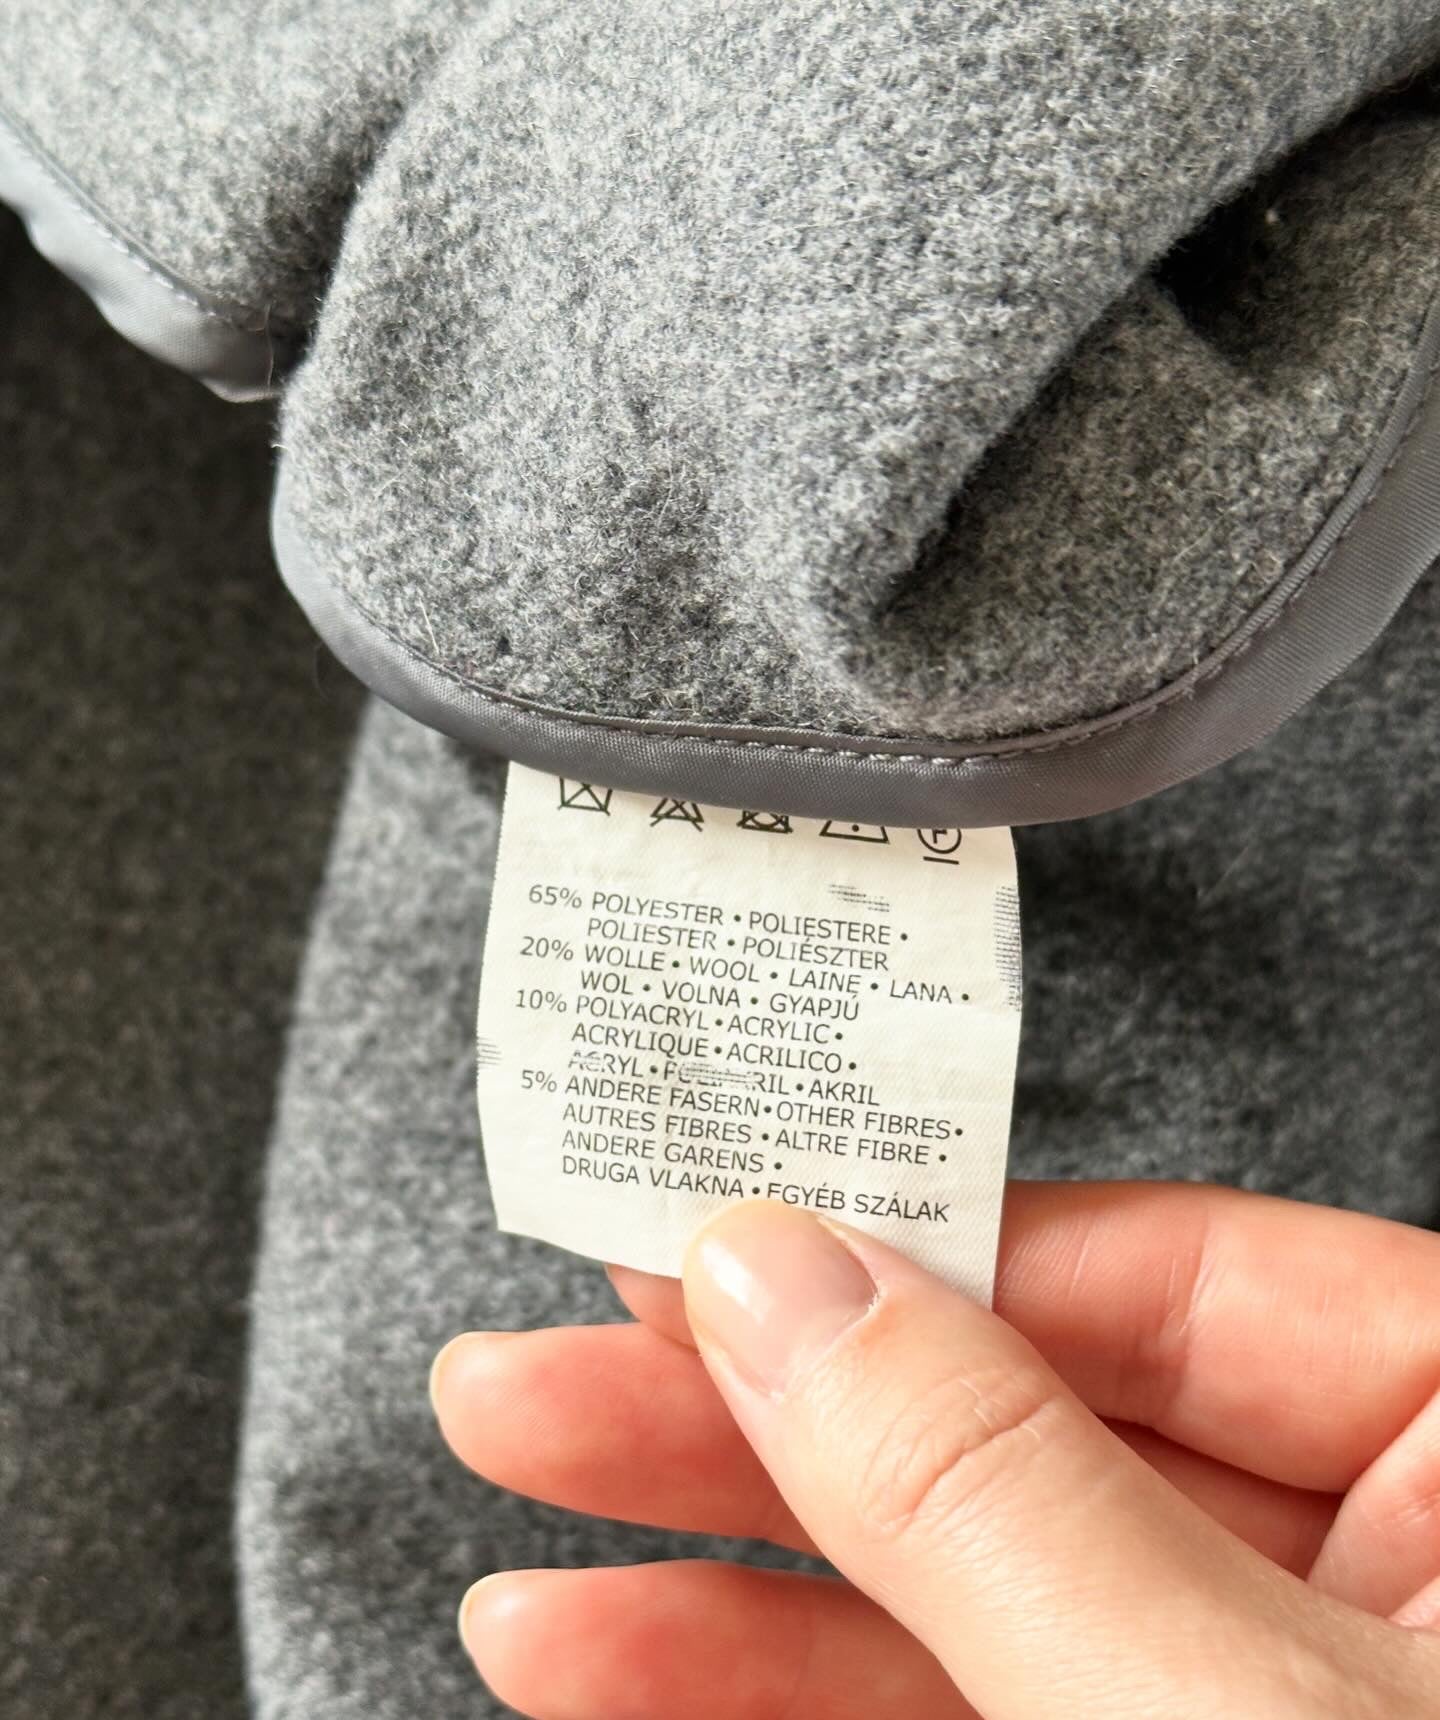 65% POLYESTER • POLIESTERE •
POLIESTER • POLIÉSZTER
20% WOLLE • WOOL • LAINE • LANA •
WOL • VOLNA • GYAPJÚ
10% POLYACRYL • ACRYLIC •
ACRYLIQUE • ACRILICO •
ACRYL • AKRIL
5% ANDERE FASERN • OTHER FIBRES •
AUTRES FIBRES • ALTRE FIBRE •
ANDERE GARENS •
DRUGA VLAKNA • EGYÉB SZÁLAK